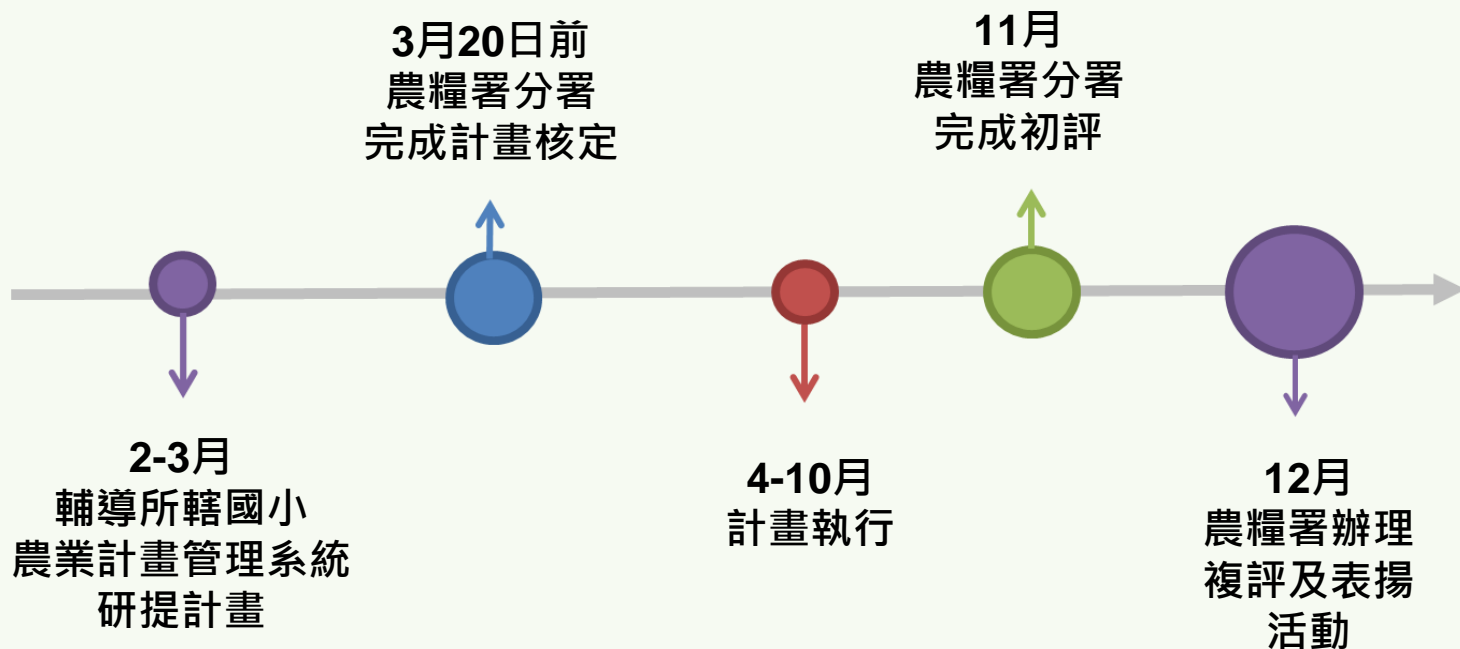 2-3月
輔導所轄國小
農業計畫管理系統
研提計畫
3月20日前
農糧署分署
完成計畫核定
4-10月
計畫執行
11月
農糧署分署
完成初評
12月
農糧署辦理
複評及表揚
活動